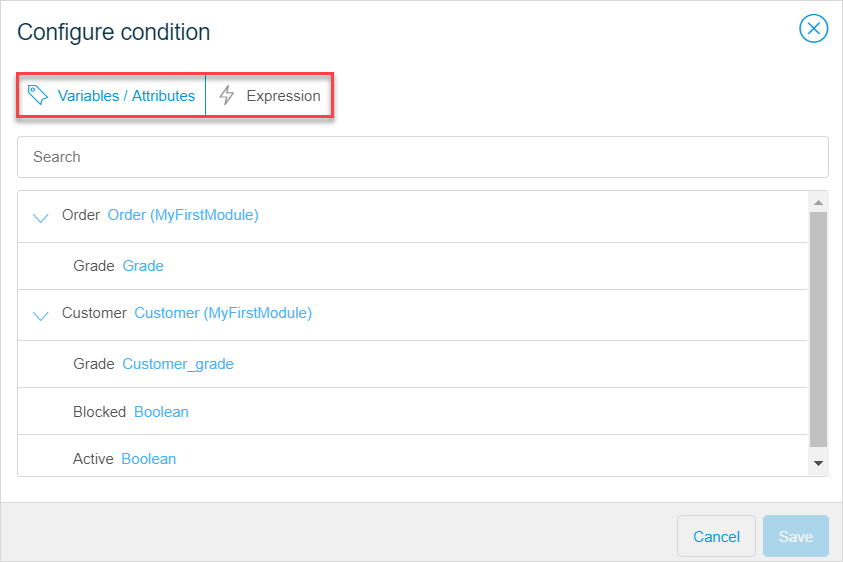 Configure condition
Variables / Attributes Expression
Search
Order Order (MyFirstModule)
Grade Grade
Customer Customer (MyFirstModule)
Grade Customer_grade
Blocked Boolean
Active Boolean
Cancel Save